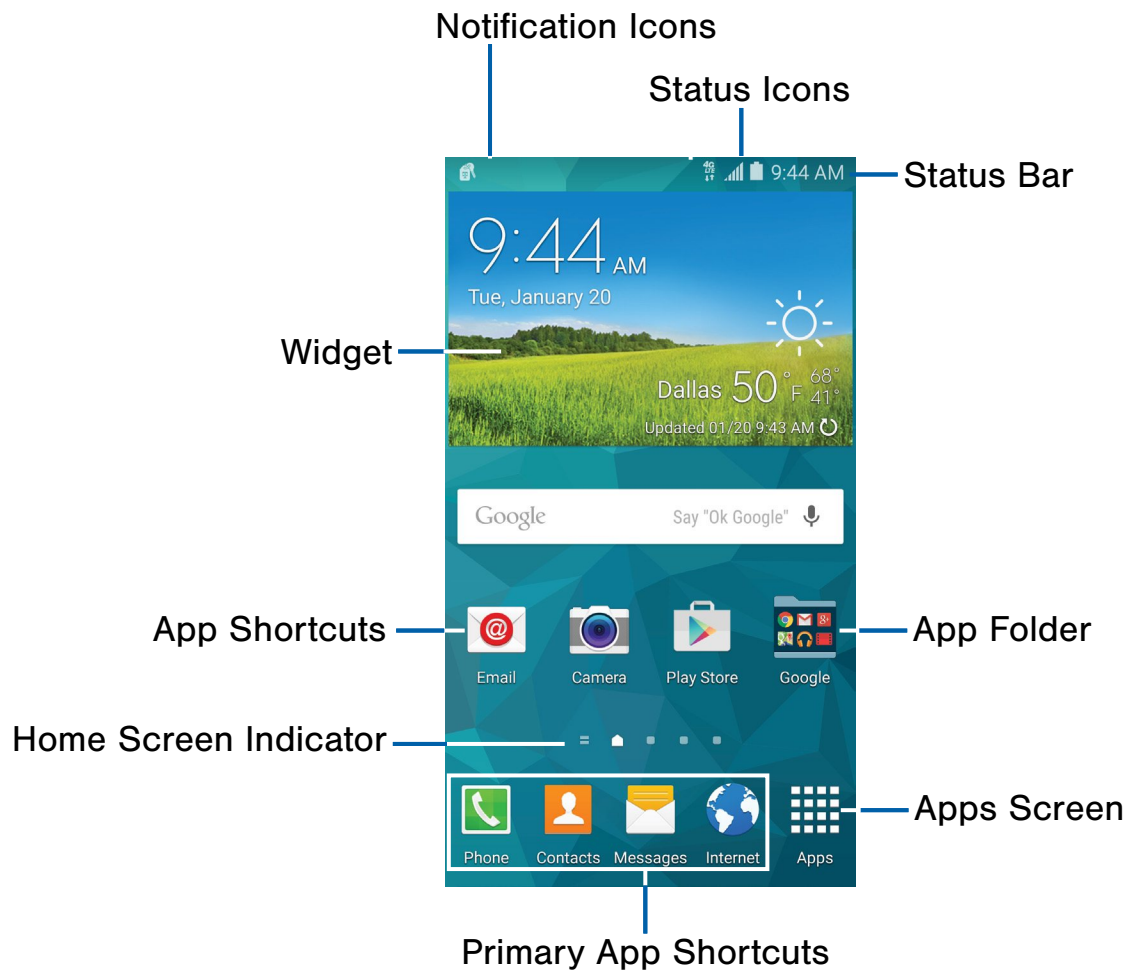 Notification Icons
Status Icons
4G
LTE
9:44 AM
Status Bar
9:44 AM
Tue, January 20
Widget
Dallas 50°F 68°
41°
Updated 01/20 9:43 AM
Google Say "Ok Google"
App Shortcuts
@
App Folder
Email Camera Play Store Google
Home Screen Indicator
Apps Screen
Phone Contacts Messages Internet Apps
Primary App Shortcuts